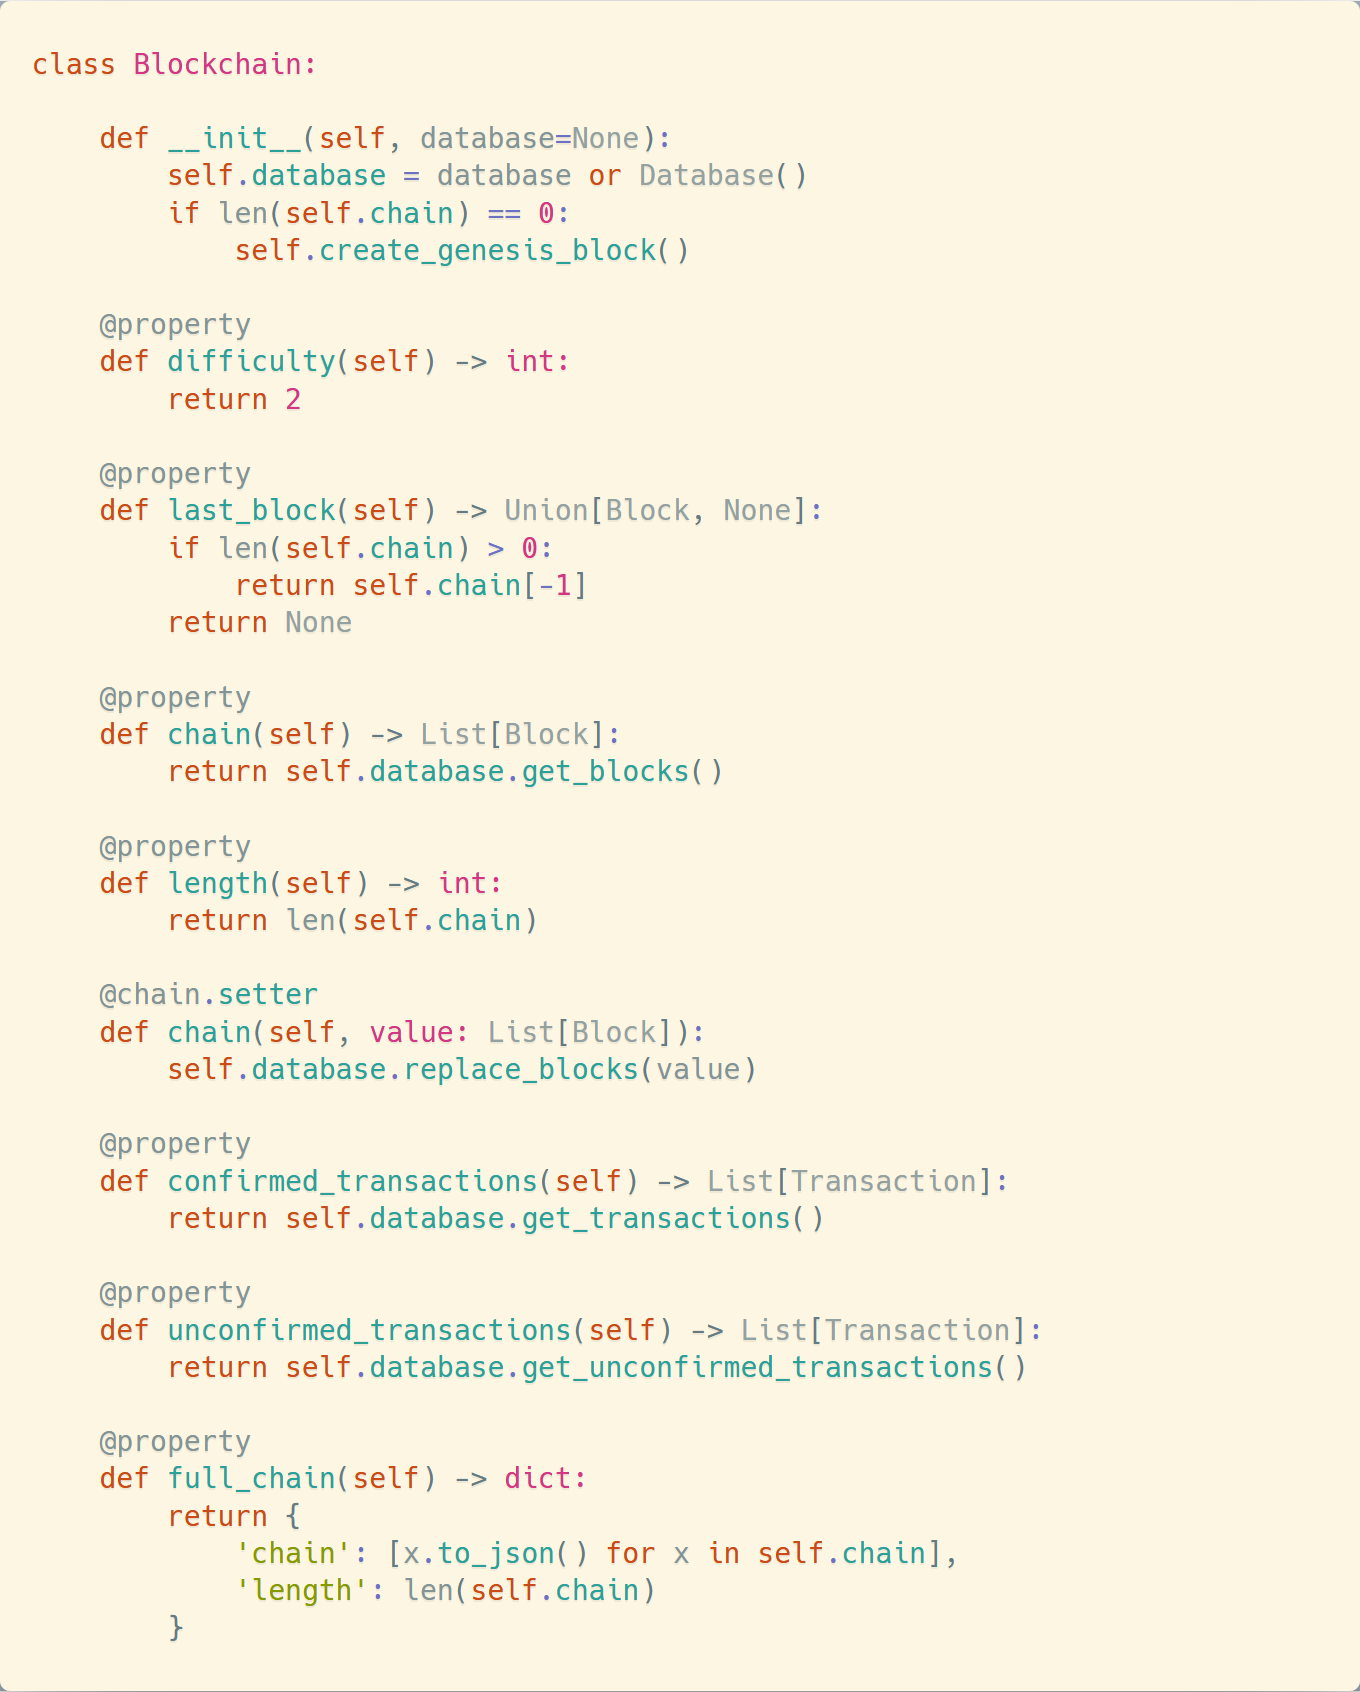 class Blockchain:

    def __init__(self, database=None):
        self.database = database or Database()
        if len(self.chain) == 0:
            self.create_genesis_block()

    @property
    def difficulty(self) -> int:
        return 2

    @property
    def last_block(self) -> Union[Block, None]:
        if len(self.chain) > 0:
            return self.chain[-1]
        return None

    @property
    def chain(self) -> List[Block]:
        return self.database.get_blocks()

    @property
    def length(self) -> int:
        return len(self.chain)

    @chain.setter
    def chain(self, value: List[Block]):
        self.database.replace_blocks(value)

    @property
    def confirmed_transactions(self) -> List[Transaction]:
        return self.database.get_transactions()

    @property
    def unconfirmed_transactions(self) -> List[Transaction]:
        return self.database.get_unconfirmed_transactions()

    @property
    def full_chain(self) -> dict:
        return {
            'chain': [x.to_json() for x in self.chain],
            'length': len(self.chain)
        }